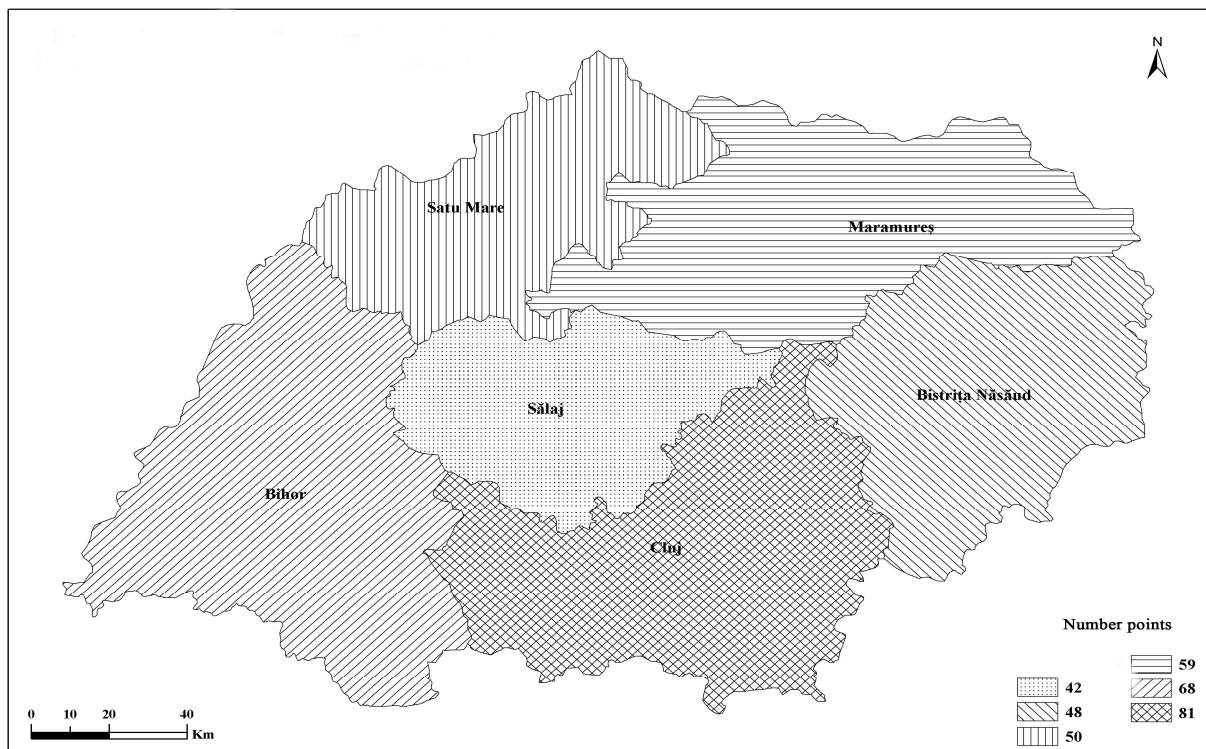 N
Satu Mare
Maramureș
Bistrița Năsăud
Sălaj
Bihor
Cluj
Number points
59
42
68
48
81
50
0 10 20 40
Km